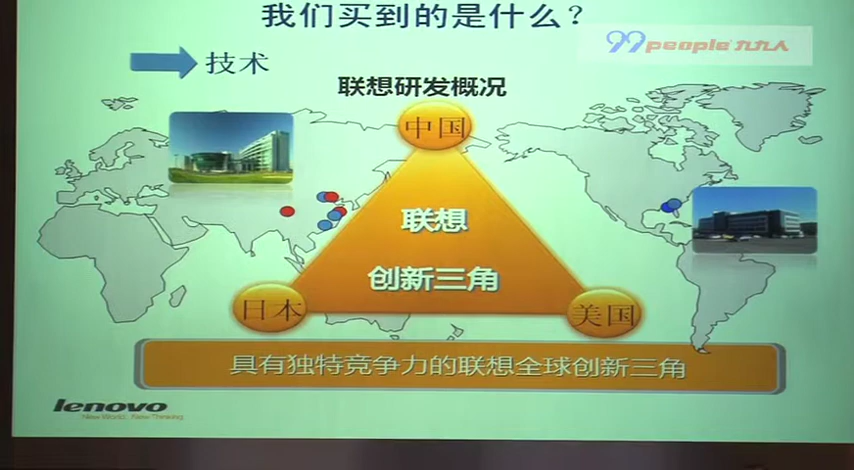 我们买到的是什么?
99people 九九人
技术
联想研发概况
中国
联想
创新三角
日本
美国
具有独特竞争力的联想全球创新三角
lenovo
New World. New Thinking